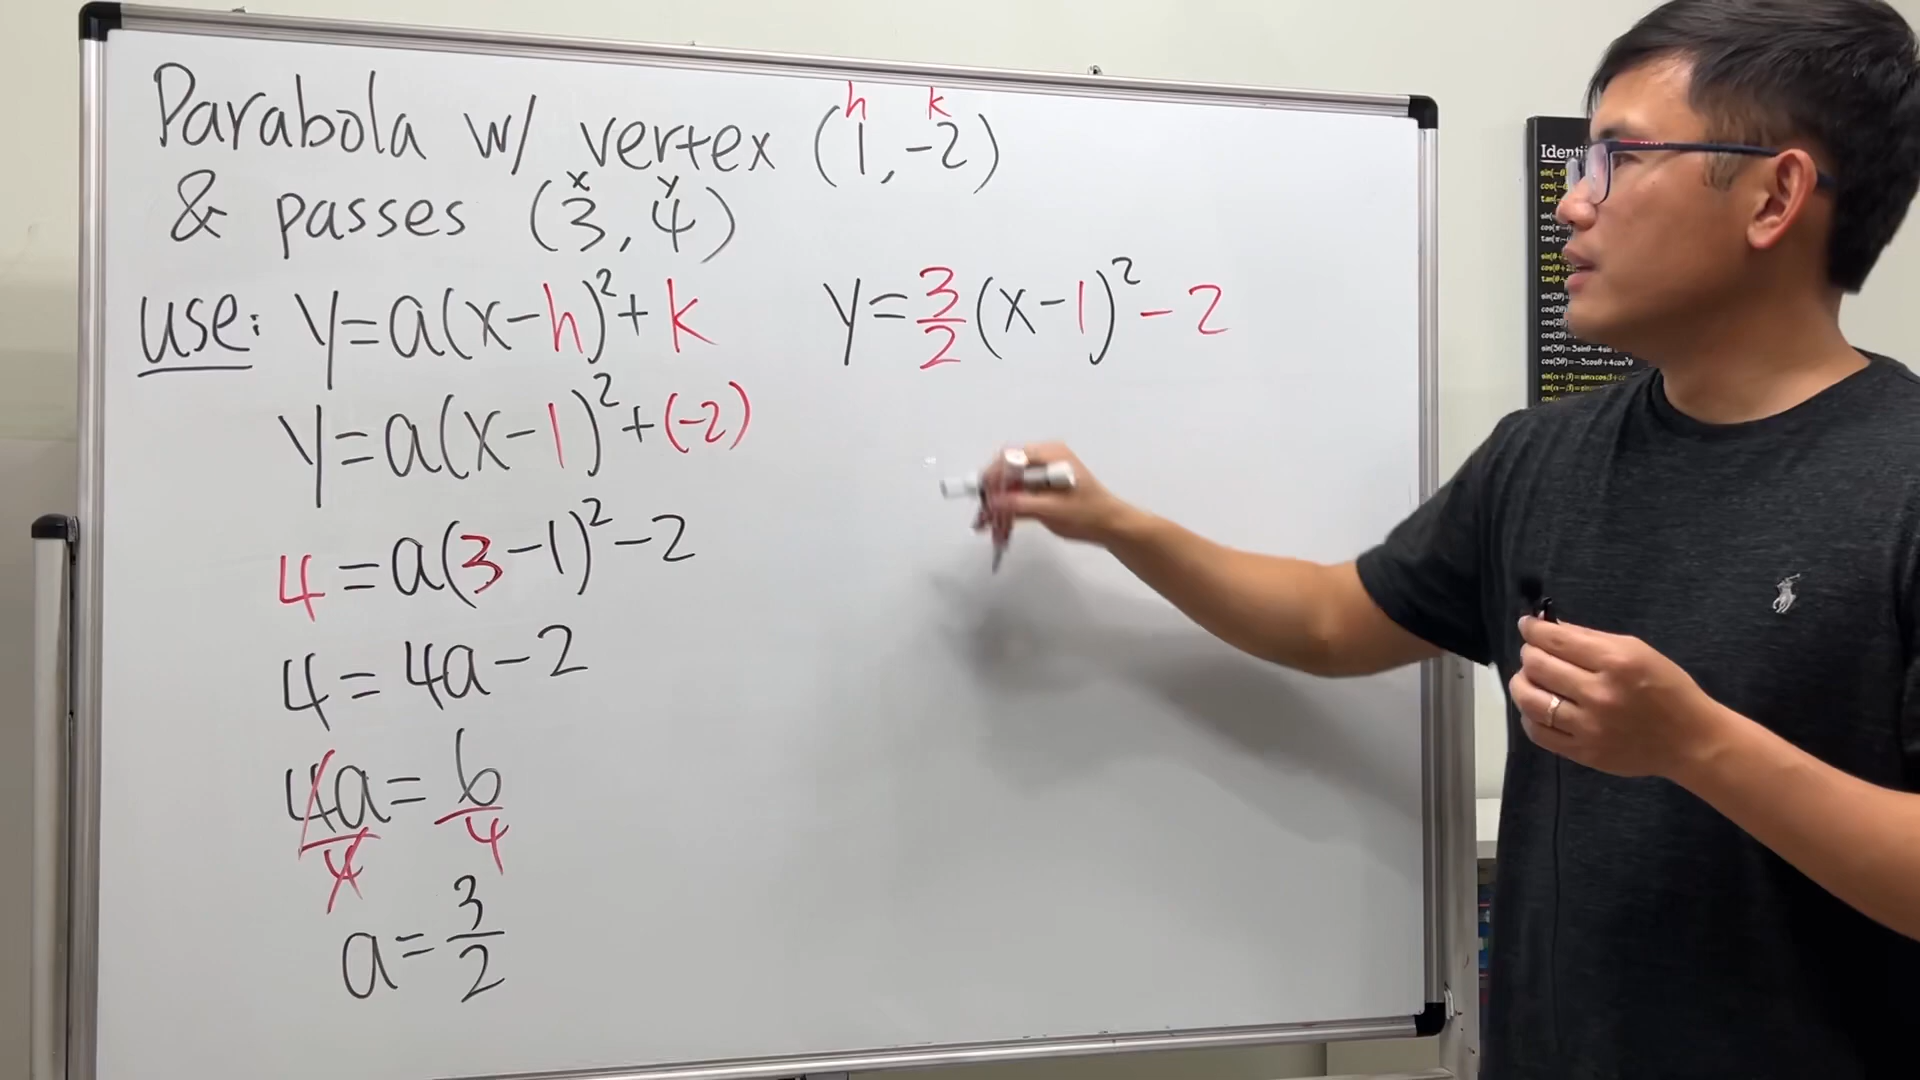 Parabola w/ vertex (1, -2)
h k
& passes (3, 4)
x y
use: y=a(x-h)²+k
y=a(x-1)²+(-2)
4=a(3-1)²-2
4=4a-2
4a/4=6/4
a=3/2
y=3/2(x-1)²-2